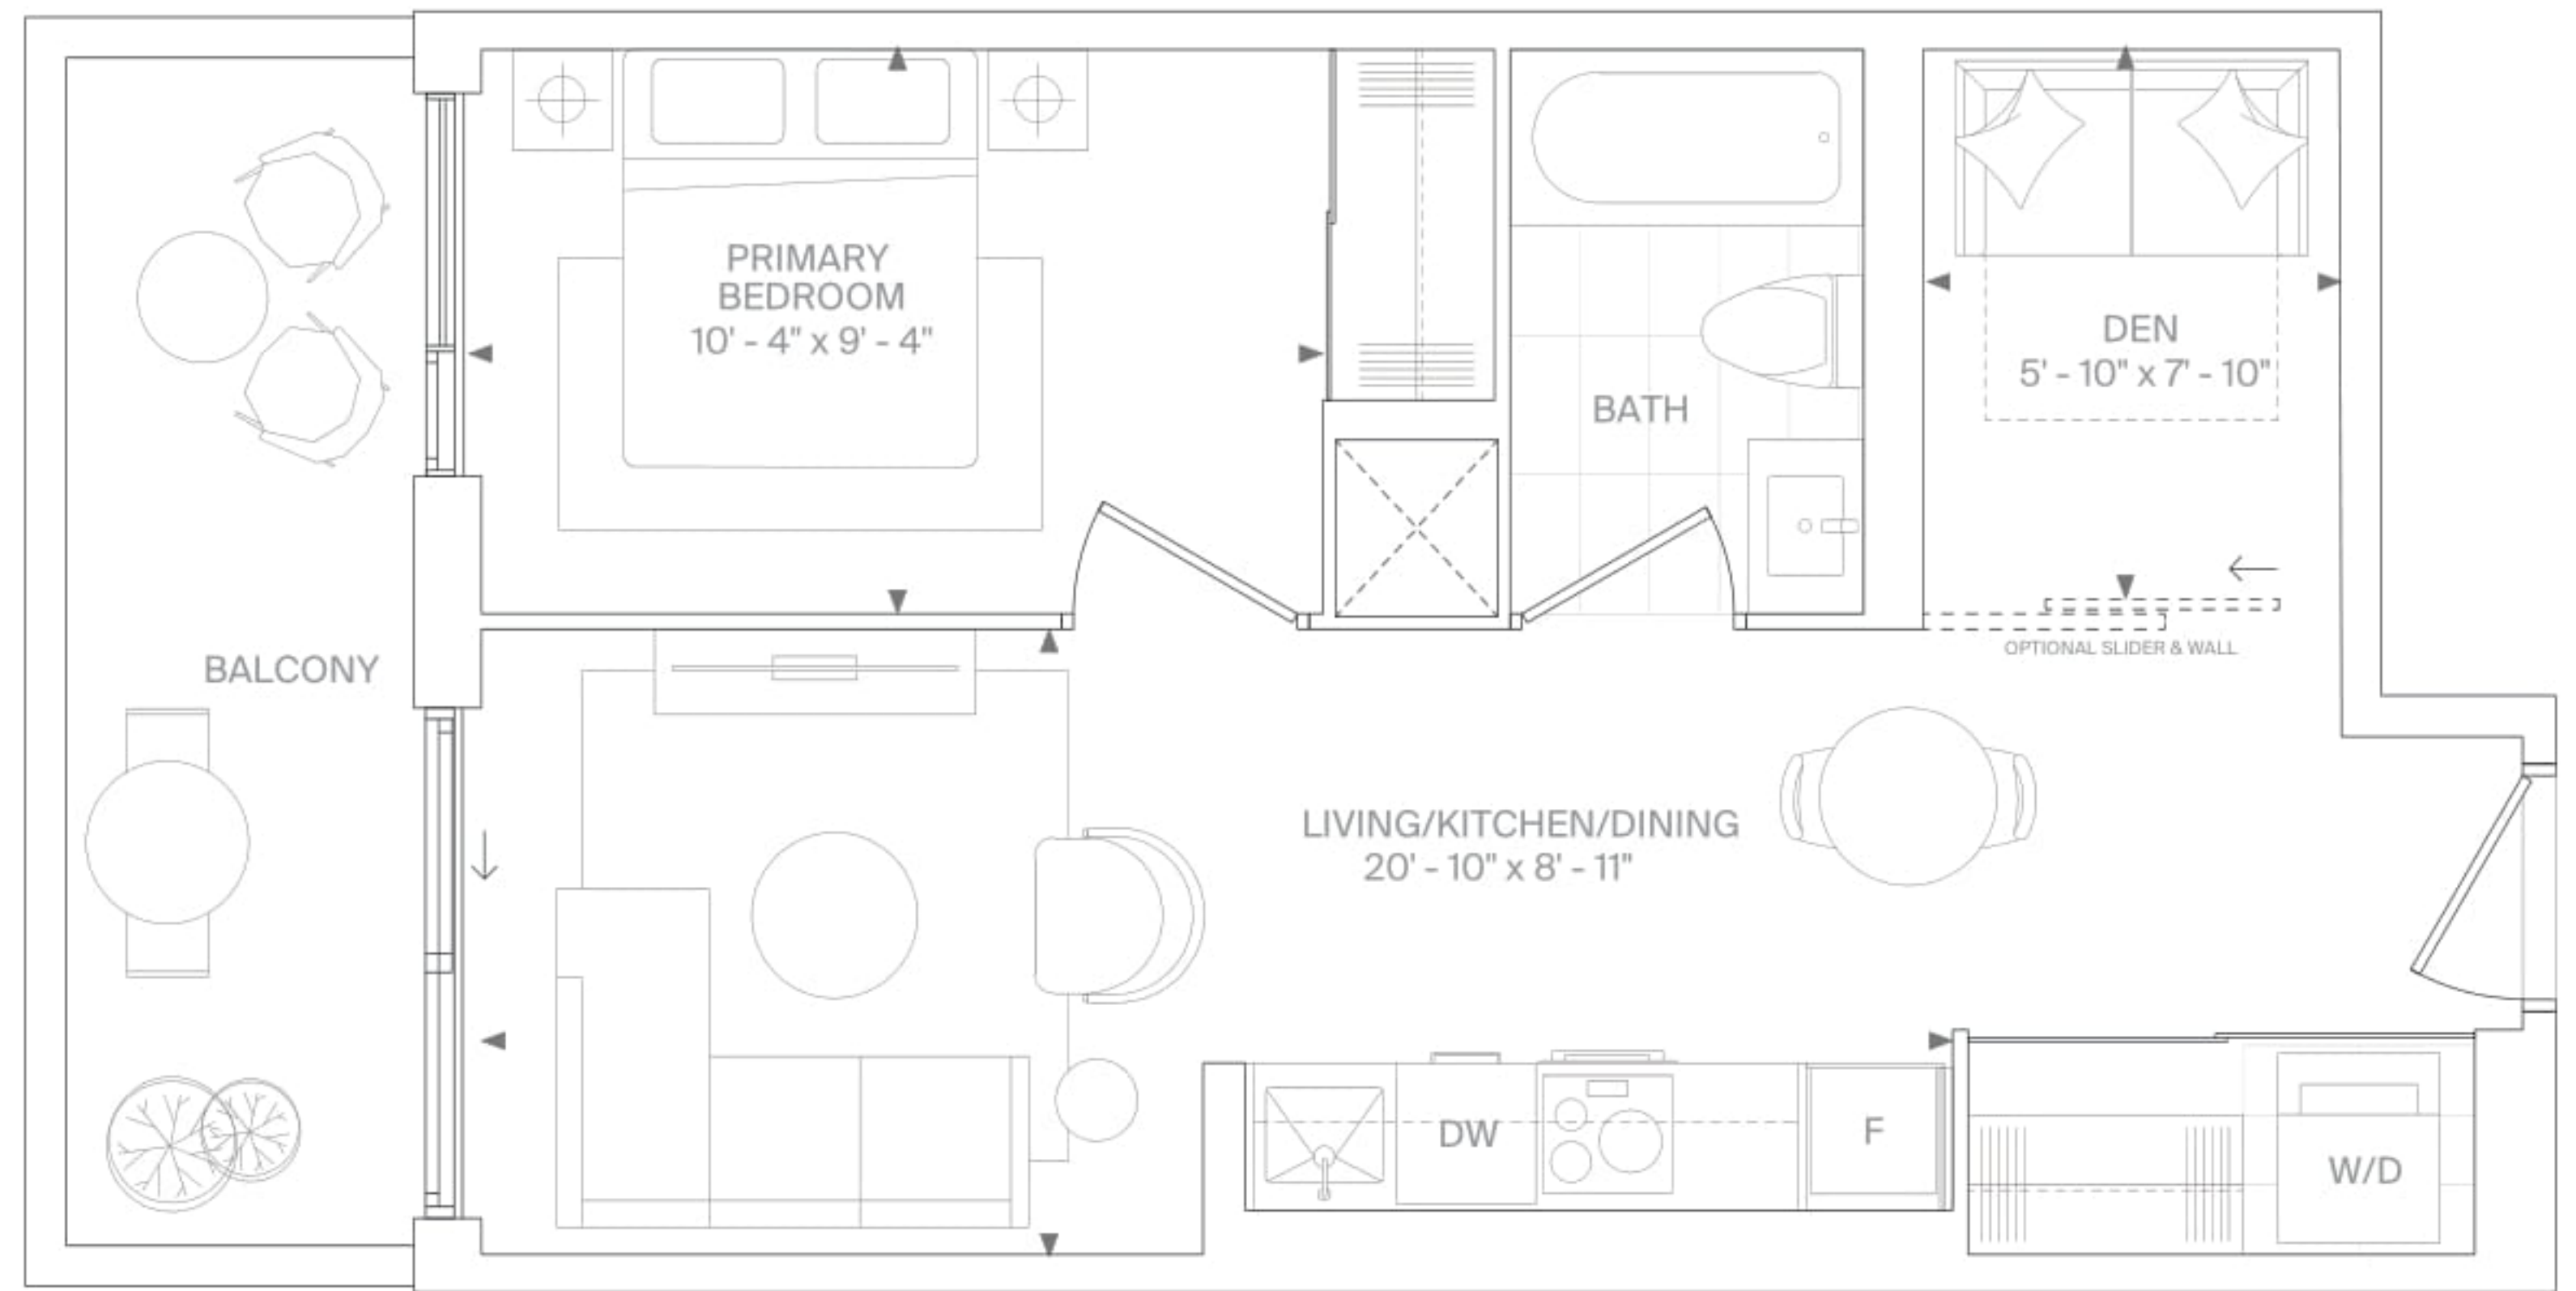 PRIMARY
BEDROOM
10' - 4" x 9' - 4"
BATH
DEN
5' - 10" x 7' - 10"
OPTIONAL SLIDER & WALL
BALCONY
LIVING/KITCHEN/DINING
20' - 10" x 8' - 11"
DW
F
W/D